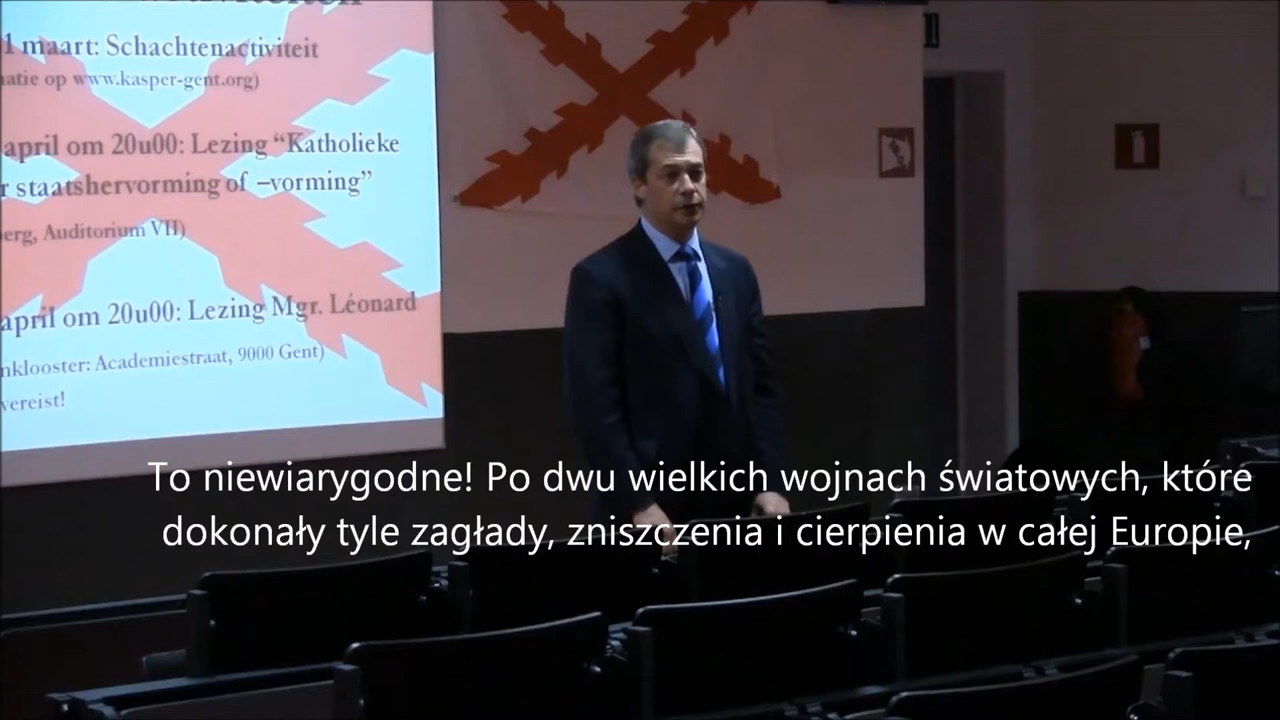 1 maart: Schachtenactiviteit
atie op www.kasper-gent.org)
april om 20u00: Lezing “Katholieke
r staatshervorming of –vorming”
erg, Auditorium VII)
april om 20u00: Lezing Mgr. Léonard
nklooster: Academiestraat, 9000 Gent)
vereist!
To niewiarygodne! Po dwu wielkich wojnach światowych, które
dokonały tyle zagłady, zniszczenia i cierpienia w całej Europie,